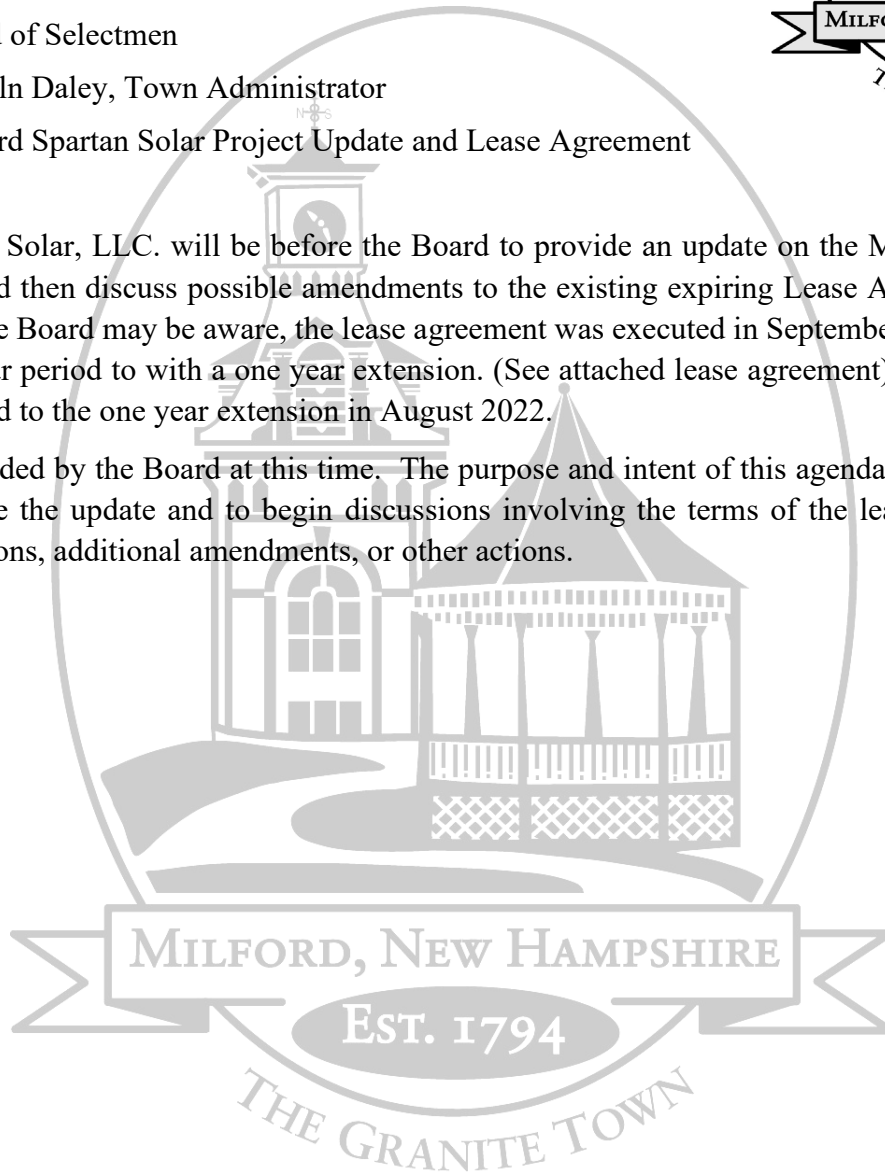 of Selectmen
ln Daley, Town Administrator
rd Spartan Solar Project Update and Lease Agreement
Solar, LLC. will be before the Board to provide an update on the M
d then discuss possible amendments to the existing expiring Lease A
e Board may be aware, the lease agreement was executed in Septembe
ar period to with a one year extension. (See attached lease agreement)
d to the one year extension in August 2022.
ded by the Board at this time. The purpose and intent of this agenda
e the update and to begin discussions involving the terms of the lea
ons, additional amendments, or other actions.
MILFO
N S
MILFORD, NEW HAMPSHIRE
EST. 1794
THE GRANITE TOWN